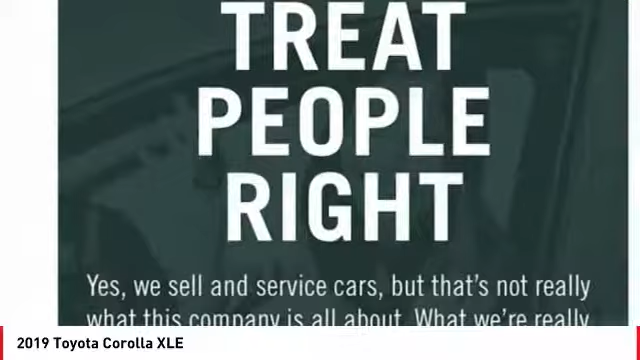 TREAT
PEOPLE
RIGHT
Yes, we sell and service cars, but that's not really
what this company is all about. What we're really
2019 Toyota Corolla XLE